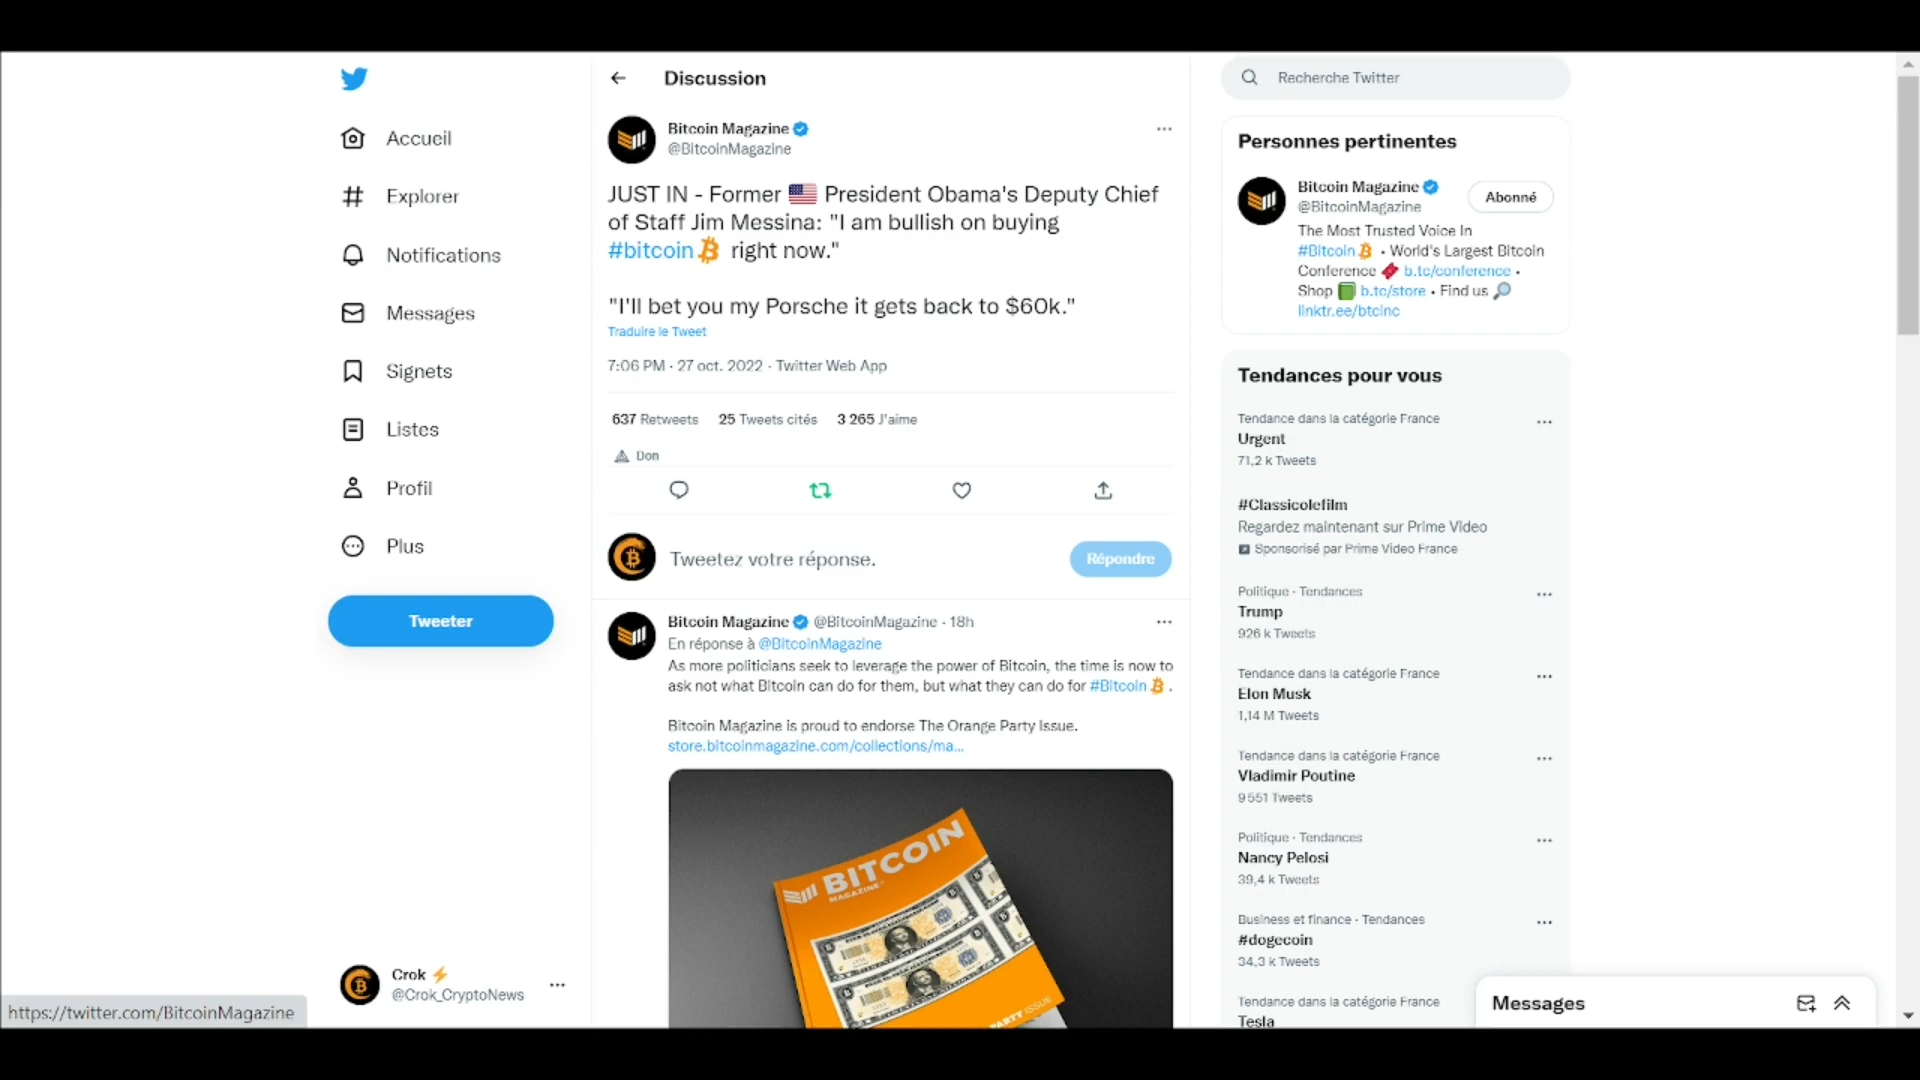 Accueil
Explorer
Notifications
Messages
Signets
Listes
Profil
Plus
Tweeter
Crok ⚡
@Crok_CryptoNews
https://twitter.com/BitcoinMagazine
Discussion
Bitcoin Magazine
@BitcoinMagazine
JUST IN - Former 🇺🇸 President Obama's Deputy Chief
of Staff Jim Messina: "I am bullish on buying
#bitcoin right now."
"I'll bet you my Porsche it gets back to $60k."
Traduire le Tweet
7:06 PM · 27 oct. 2022 · Twitter Web App
637 Retweets 25 Tweets cités 3 265 J'aime
Don
Tweetez votre réponse.
Répondre
Bitcoin Magazine @BitcoinMagazine · 18h
En réponse à @BitcoinMagazine
As more politicians seek to leverage the power of Bitcoin, the time is now to
ask not what Bitcoin can do for them, but what they can do for #Bitcoin .
Bitcoin Magazine is proud to endorse The Orange Party Issue.
store.bitcoinmagazine.com/collections/ma...
BITCOIN
MAGAZINE
PARTY ISSUE
Recherche Twitter
Personnes pertinentes
Bitcoin Magazine
@BitcoinMagazine
Abonné
The Most Trusted Voice In
#Bitcoin • World's Largest Bitcoin
Conference b.tc/conference •
Shop b.tc/store • Find us
linktr.ee/btcinc
Tendances pour vous
Tendance dans la catégorie France
Urgent
71,2 k Tweets
#Classicolefilm
Regardez maintenant sur Prime Video
Sponsorisé par Prime Video France
Politique · Tendances
Trump
926 k Tweets
Tendance dans la catégorie France
Elon Musk
1,14 M Tweets
Tendance dans la catégorie France
Vladimir Poutine
9 551 Tweets
Politique · Tendances
Nancy Pelosi
39,4 k Tweets
Business et finance · Tendances
#dogecoin
34,3 k Tweets
Tendance dans la catégorie France
Tesla
Messages